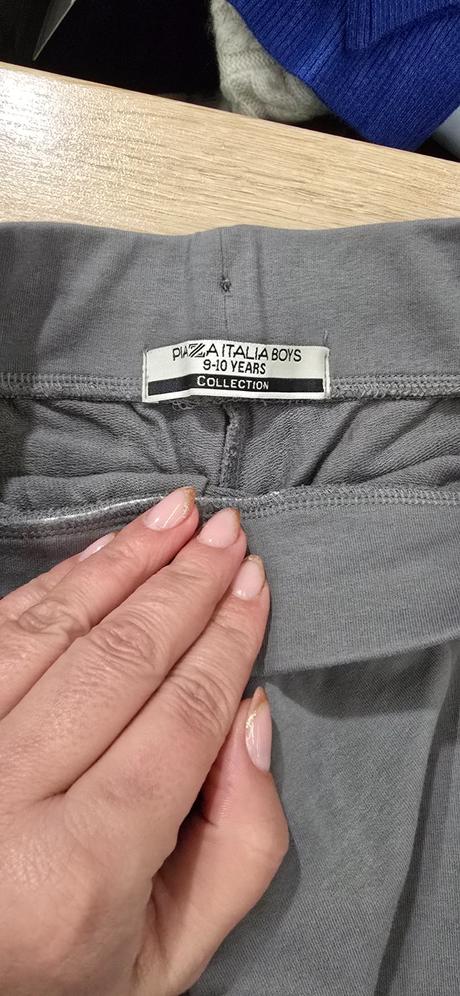 PIAZZA ITALIA BOYS
9-10 YEARS
COLLECTION